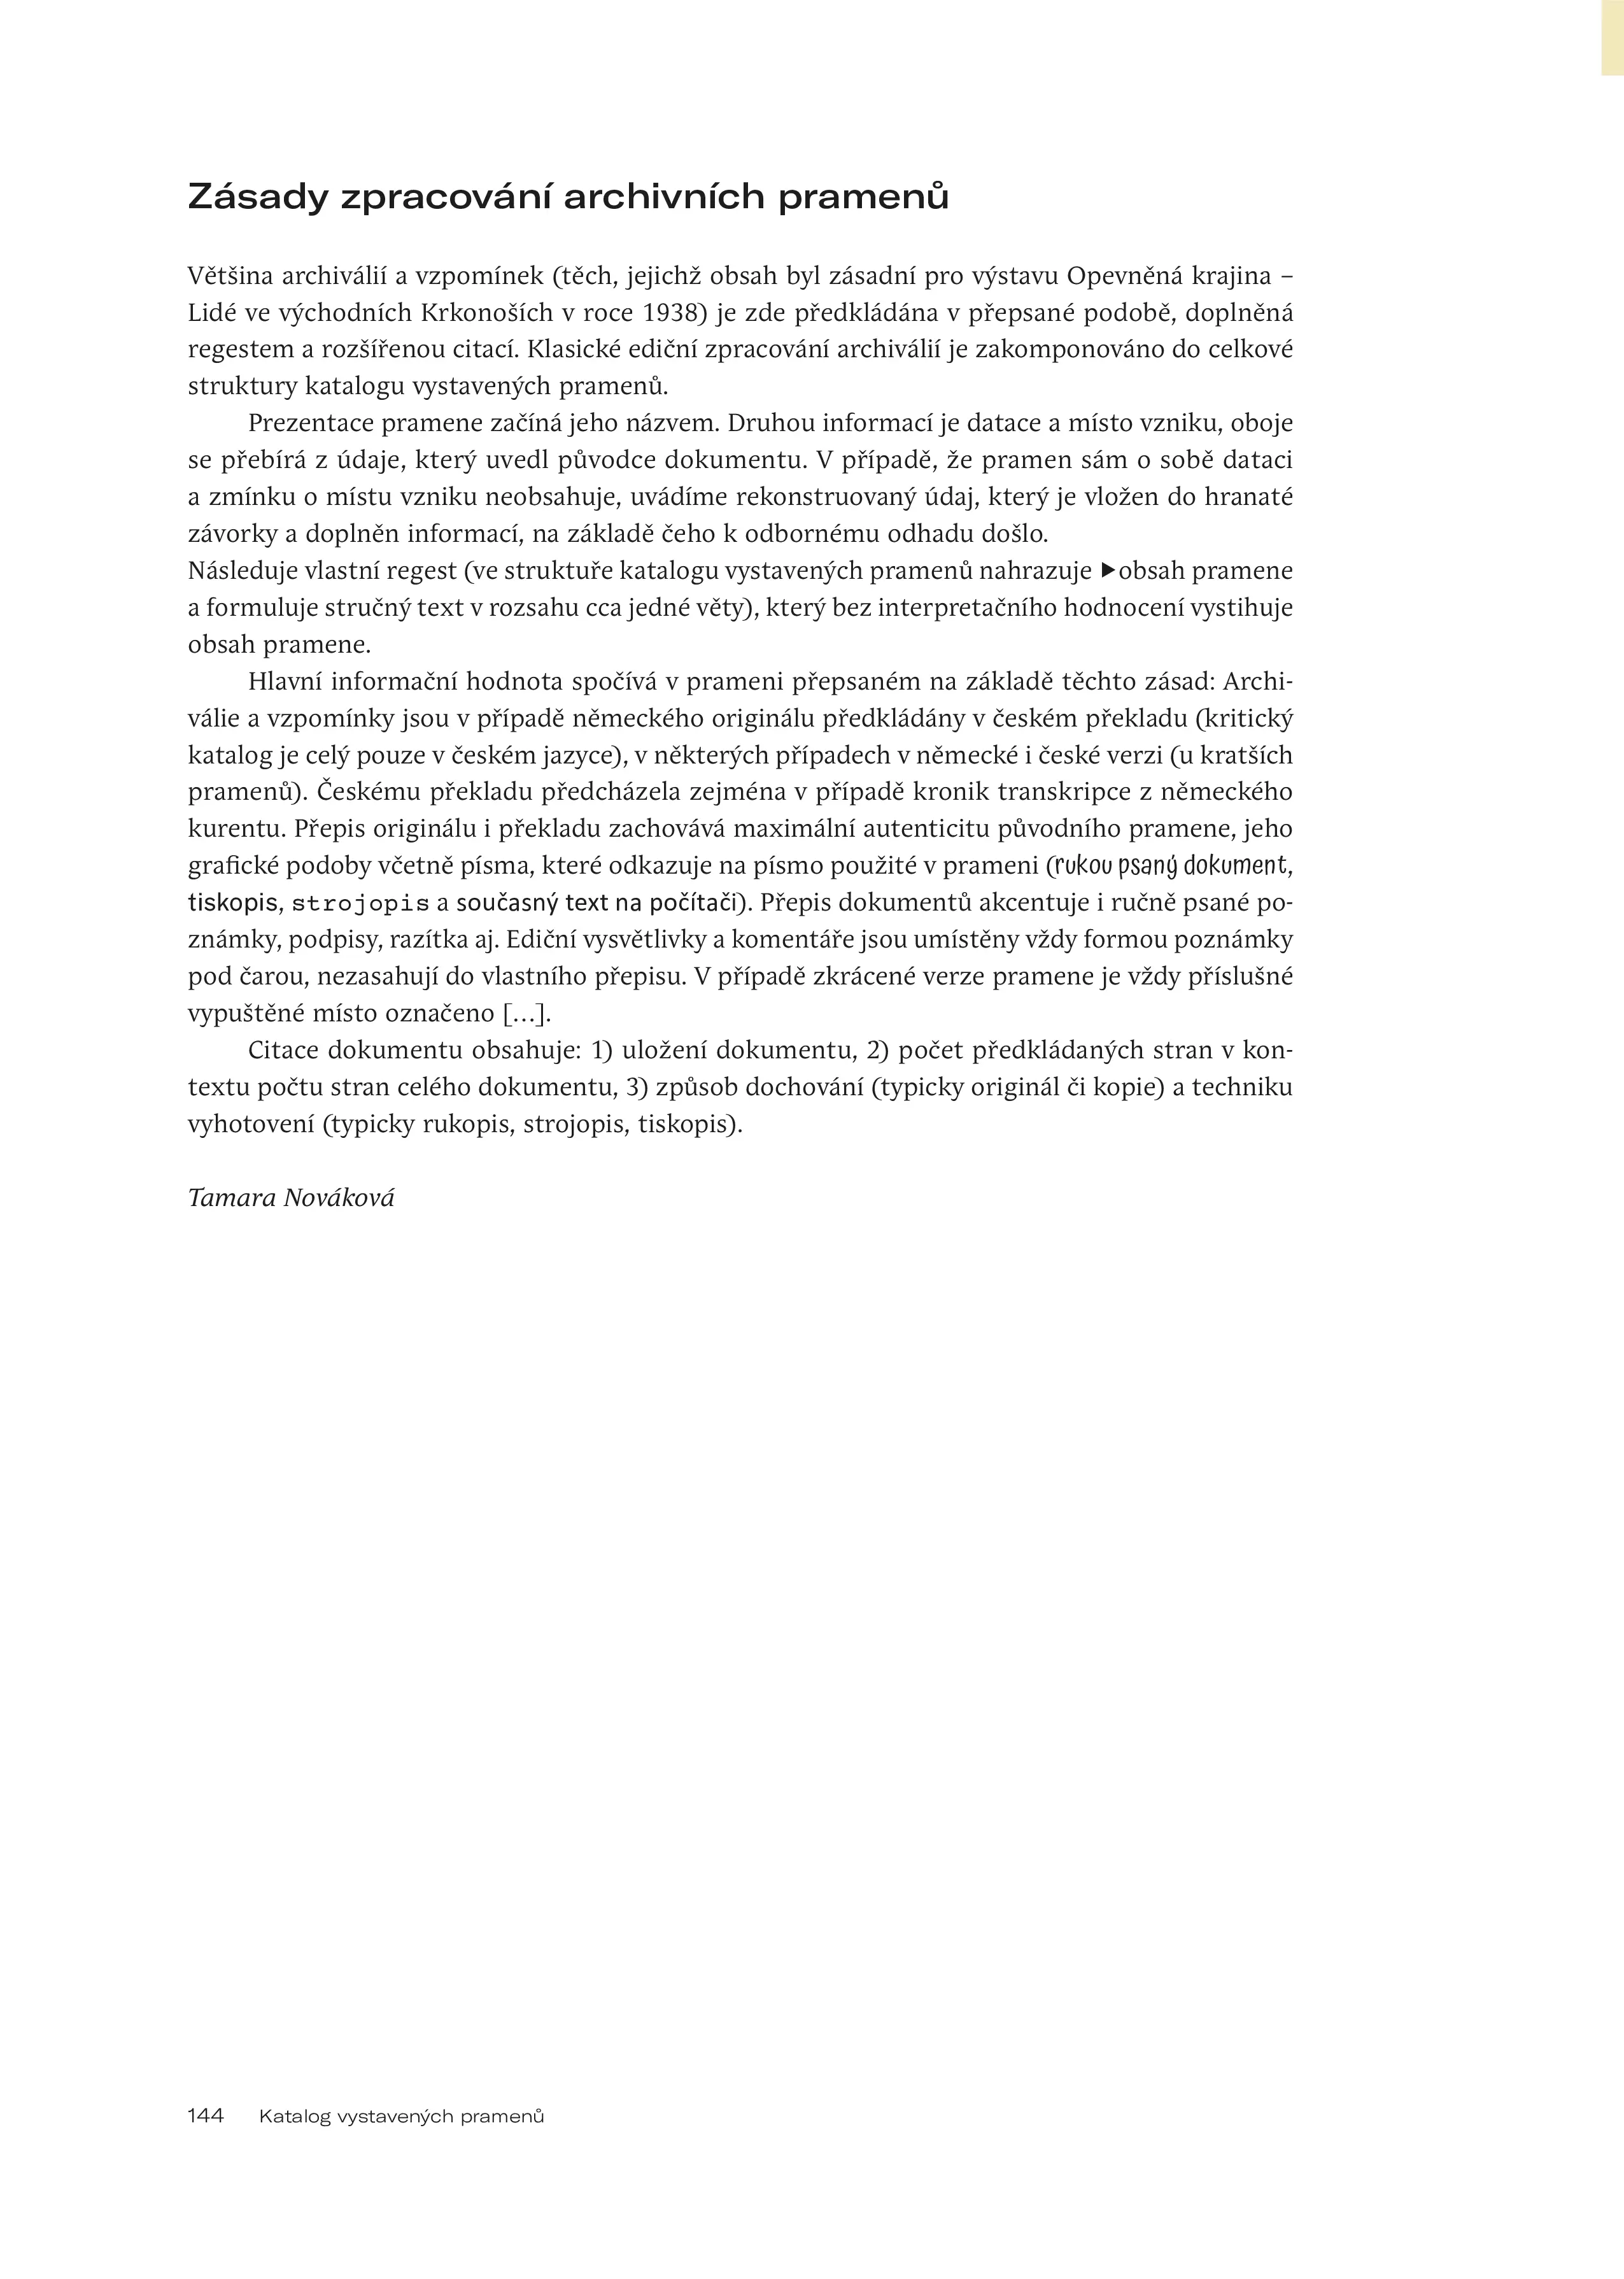 Zásady zpracování archivních pramenů
Většina archiválií a vzpomínek (těch, jejichž obsah byl zásadní pro výstavu Opevněná krajina –
Lidé ve východních Krkonoších v roce 1938) je zde předkládána v přepsané podobě, doplněná
regestem a rozšířenou citací. Klasické ediční zpracování archiválií je zakomponováno do celkové
struktury katalogu vystavených pramenů.
Prezentace pramene začíná jeho názvem. Druhou informací je datace a místo vzniku, oboje
se přebírá z údaje, který uvedl původce dokumentu. V případě, že pramen sám o sobě dataci
a zmínku o místu vzniku neobsahuje, uvádíme rekonstruovaný údaj, který je vložen do hranaté
závorky a doplněn informací, na základě čeho k odbornému odhadu došlo.
Následuje vlastní regest (ve struktuře katalogu vystavených pramenů nahrazuje ▶obsah pramene
a formuluje stručný text v rozsahu cca jedné věty), který bez interpretačního hodnocení vystihuje
obsah pramene.
Hlavní informační hodnota spočívá v prameni přepsaném na základě těchto zásad: Archi-
válie a vzpomínky jsou v případě německého originálu předkládány v českém překladu (kritický
katalog je celý pouze v českém jazyce), v některých případech v německé i české verzi (u kratších
pramenů). Českému překladu předcházela zejména v případě kronik transkripce z německého
kurentu. Přepis originálu i překladu zachovává maximální autenticitu původního pramene, jeho
grafické podoby včetně písma, které odkazuje na písmo použité v prameni (rukou psaný dokument,
tiskopis, strojopis a současný text na počítači). Přepis dokumentů akcentuje i ručně psané po-
známky, podpisy, razítka aj. Ediční vysvětlivky a komentáře jsou umístěny vždy formou poznámky
pod čarou, nezasahují do vlastního přepisu. V případě zkrácené verze pramene je vždy příslušné
vypuštěné místo označeno […].
Citace dokumentu obsahuje: 1) uložení dokumentu, 2) počet předkládaných stran v kon-
textu počtu stran celého dokumentu, 3) způsob dochování (typicky originál či kopie) a techniku
vyhotovení (typicky rukopis, strojopis, tiskopis).
Tamara Nováková
144 Katalog vystavených pramenů